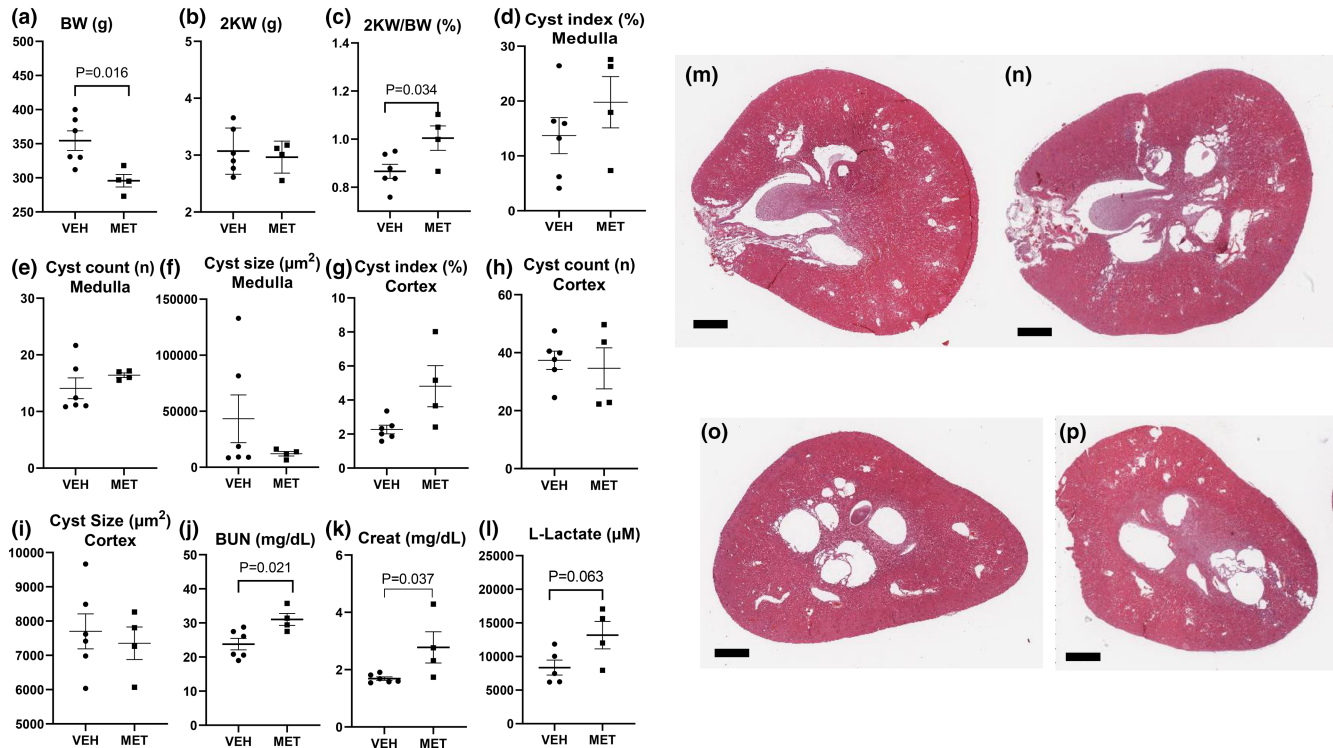 (a) BW (g)
500
450
400
350
300
250
P=0.016
VEH MET
(b) 2KW (g)
5
4
3
2
VEH MET
(c) 2KW/BW (%)
1.4
1.2
1.0
0.8
P=0.034
VEH MET
(d) Cyst index (%)
Medulla
30
20
10
0
VEH MET
(e) Cyst count (n)
Medulla
30
20
10
0
VEH MET
(f) Cyst size (µm²)
Medulla
150000
100000
50000
0
VEH MET
(g) Cyst index (%)
Cortex
10
8
6
4
2
0
VEH MET
(h) Cyst count (n)
Cortex
60
40
20
0
VEH MET
(i) Cyst Size (µm²)
Cortex
10000
9000
8000
7000
6000
5000
VEH MET
(j) BUN (mg/dL)
50
40
30
20
10
0
P=0.021
VEH MET
(k) Creat (mg/dL)
6
4
2
0
P=0.037
VEH MET
(l) L-Lactate (µM)
25000
20000
15000
10000
5000
0
P=0.063
VEH MET
(m)
(n)
(o)
(p)